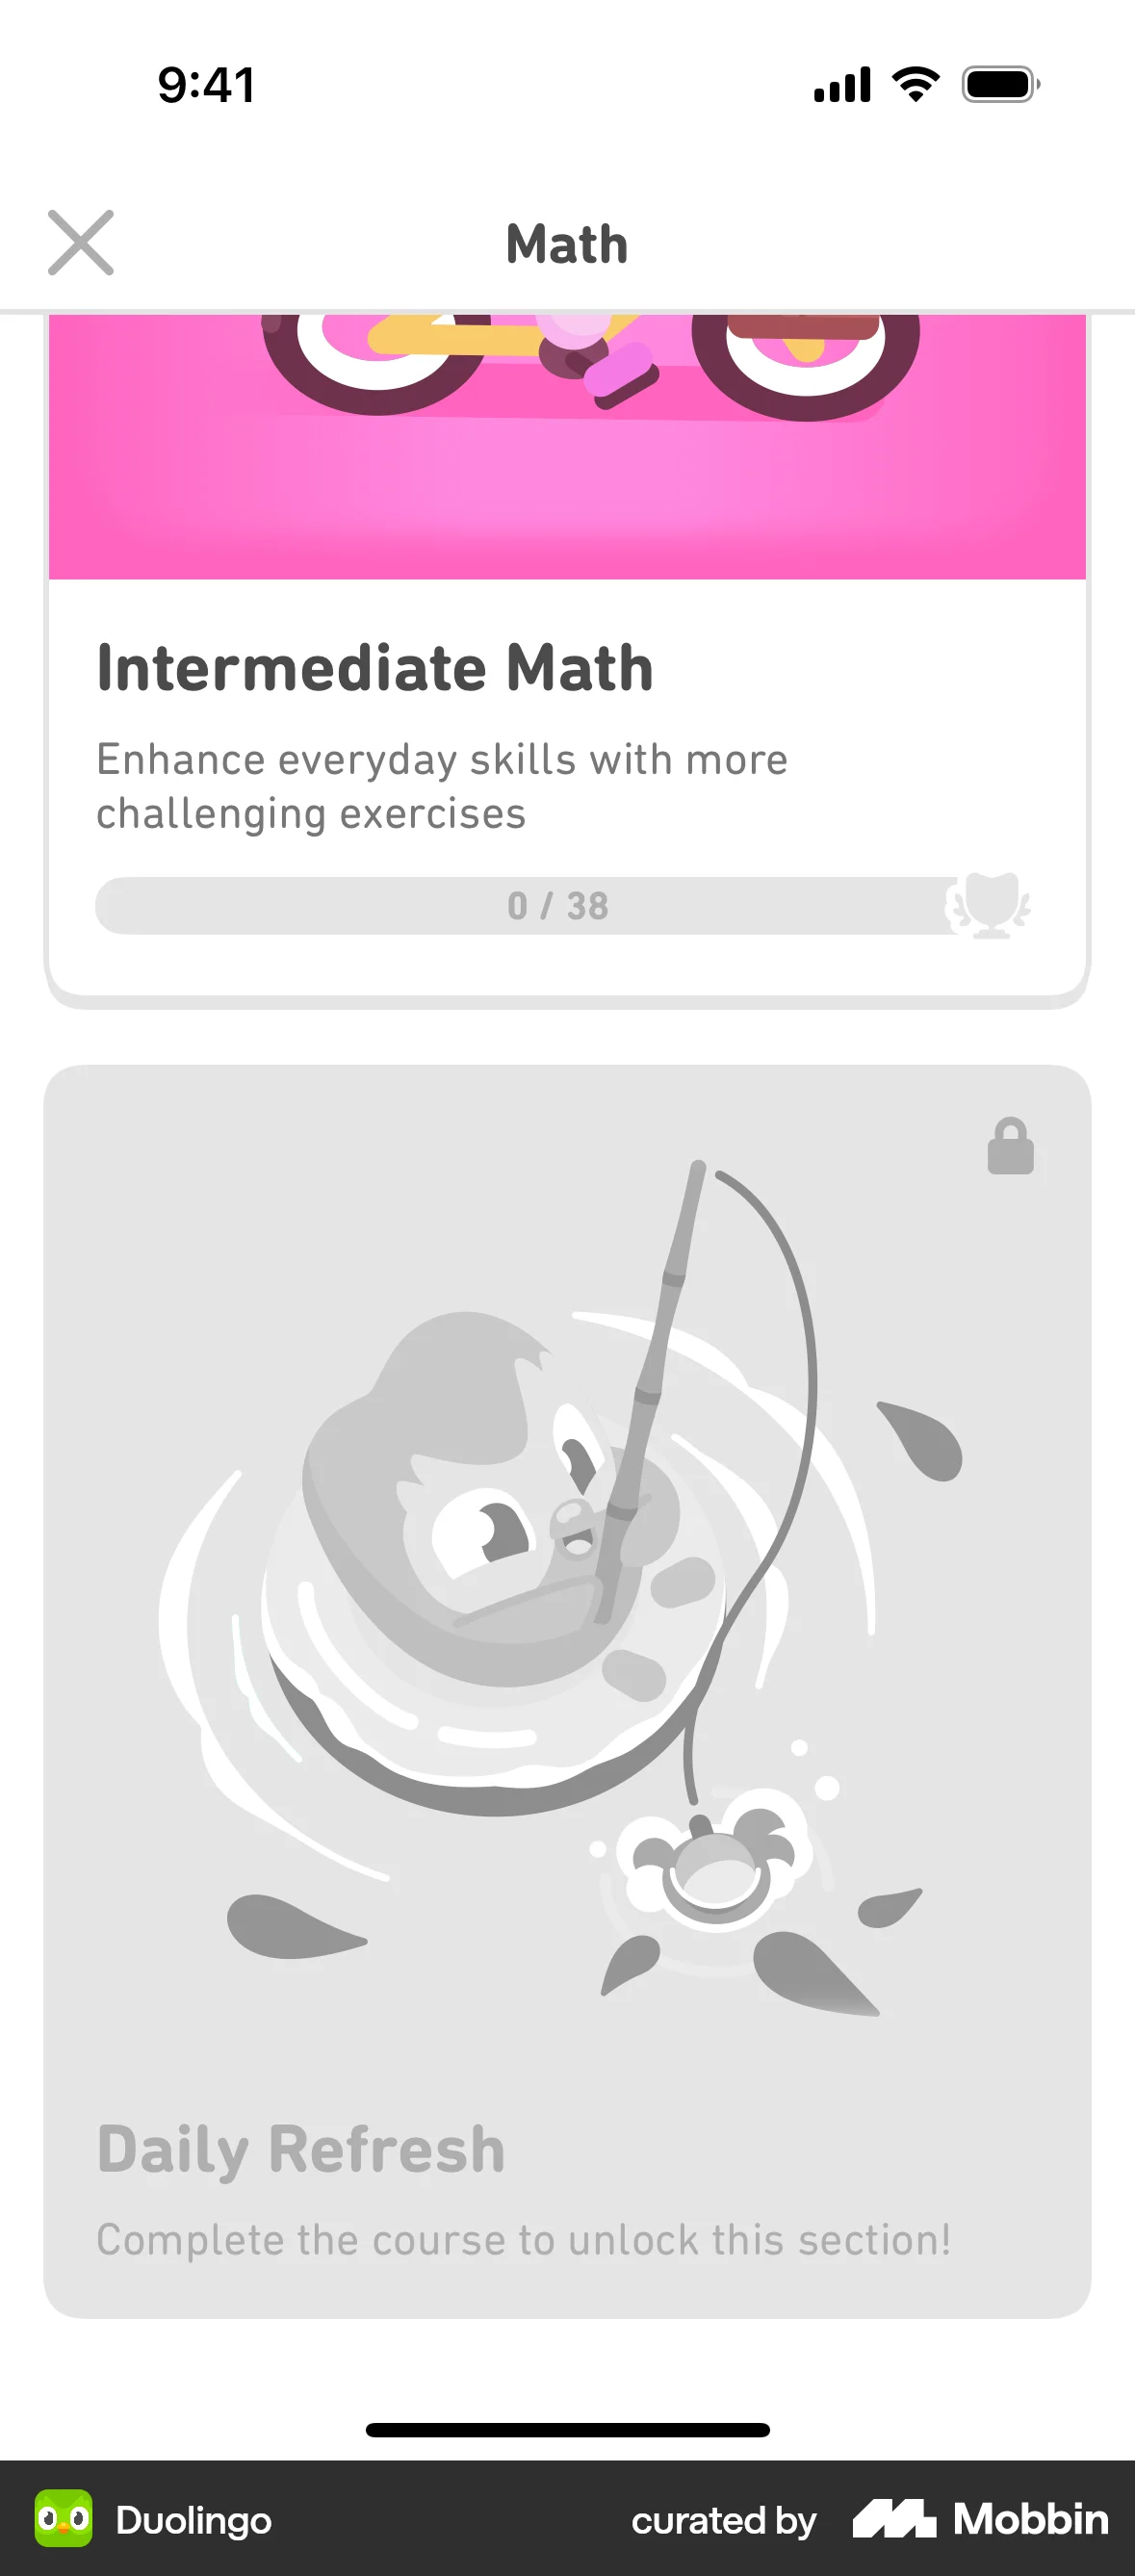 9:41
Math
Intermediate Math
Enhance everyday skills with more
challenging exercises
0 / 38
Daily Refresh
Complete the course to unlock this section!
Duolingo
curated by
Mobbin